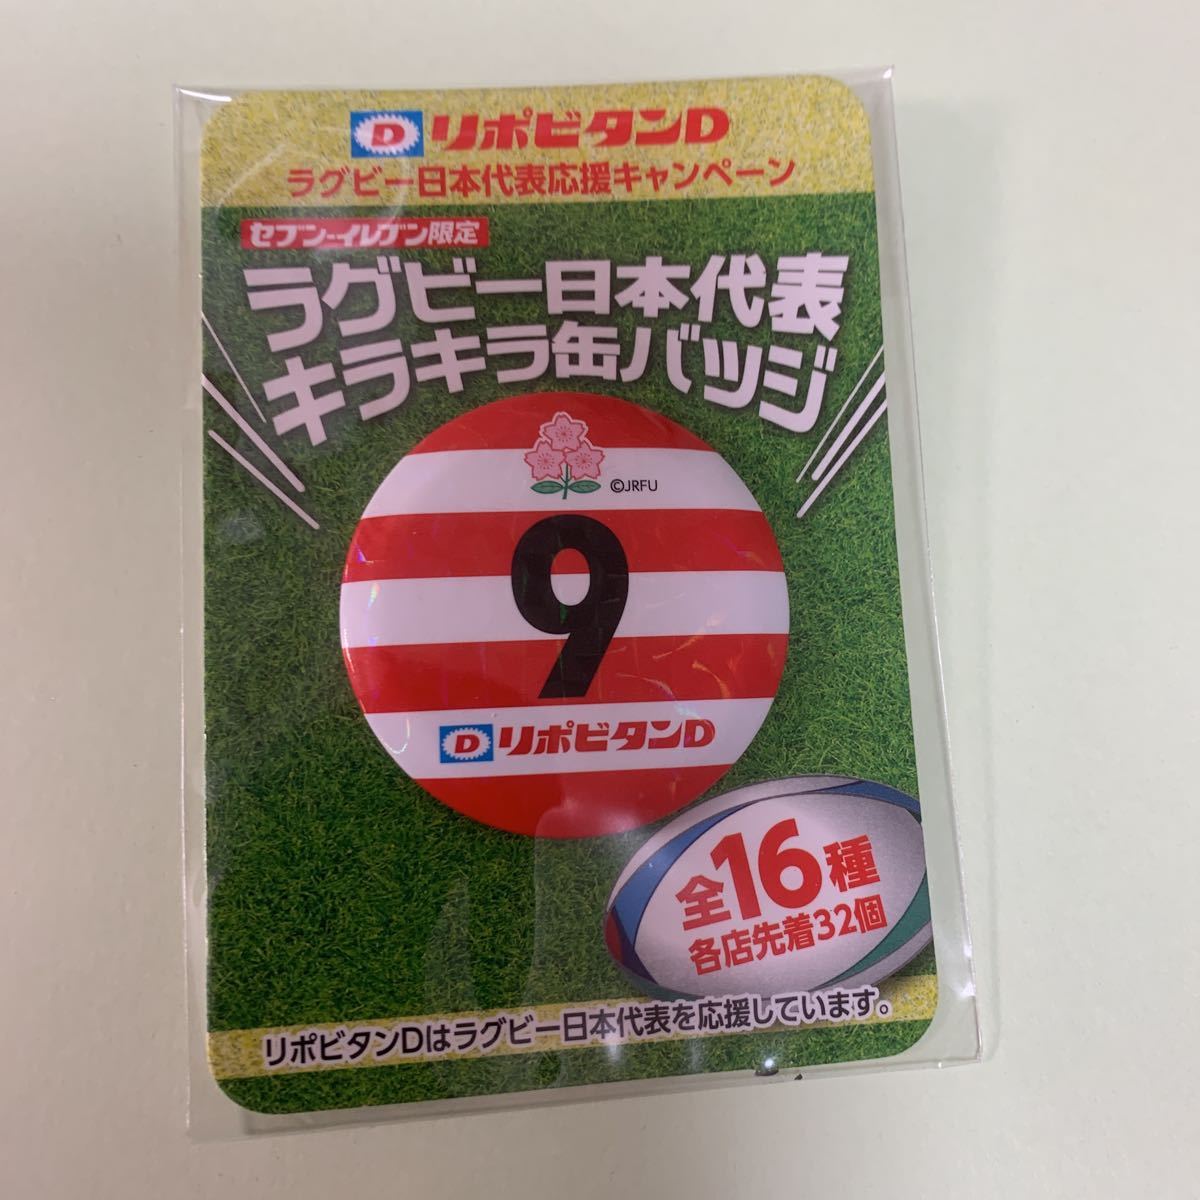 D リポビタンD
ラグビー日本代表応援キャンペーン
セブン-イレブン限定
ラグビー日本代表
キラキラ缶バッジ
©JRFU
9
D リポビタンD
全16種
各店先着32個
リポビタンDはラグビー日本代表を応援しています。